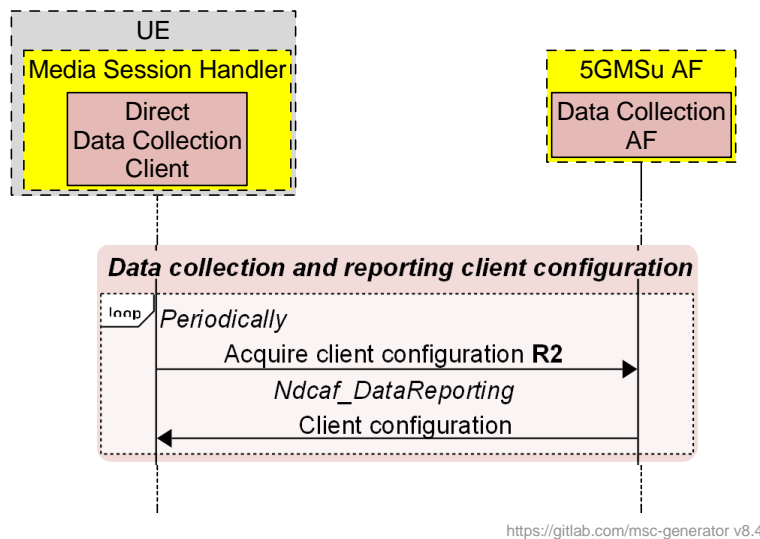 UE
Media Session Handler
Direct
Data Collection
Client
5GMSu AF
Data Collection
AF
Data collection and reporting client configuration
loop
Periodically
Acquire client configuration R2
Ndcaf_DataReporting
Client configuration
https://gitlab.com/msc-generator v8.4